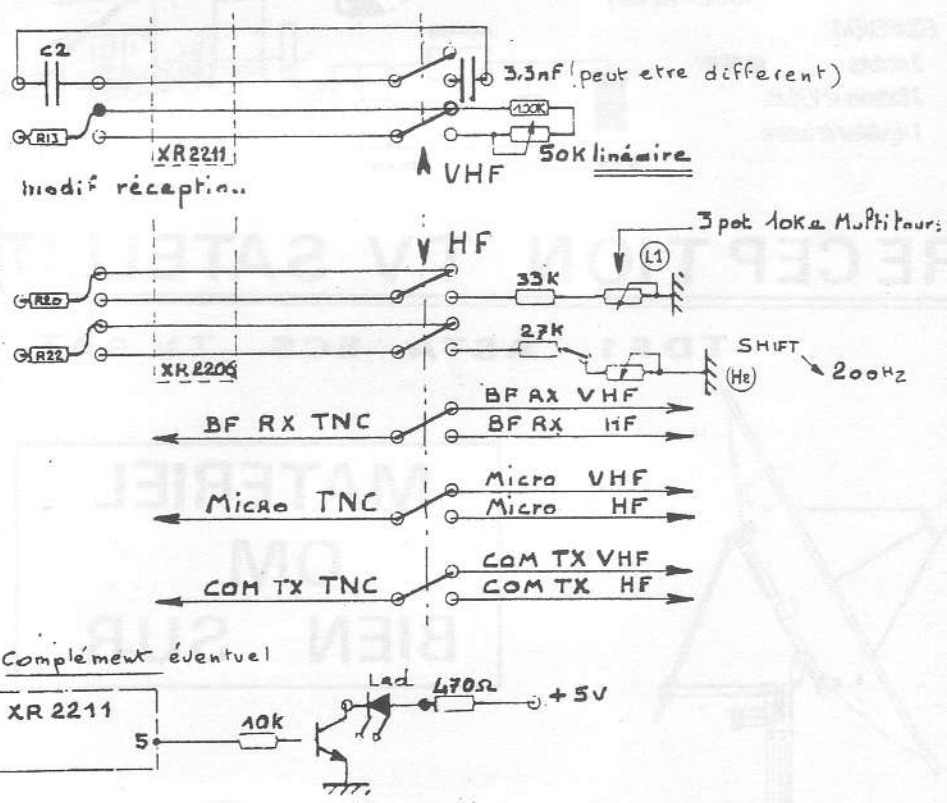 C2
3.3nF (peut etre different)
100K
R13
XR2211
50K linéaire
VHF
modif réception
HF
3 pot 10K Multitours
L1
33K
R20
27K
R22
XR2206
SHIFT
200Hz
BF RX TNC
BF RX VHF
BF RX HF
Micro TNC
Micro VHF
Micro HF
COM TX TNC
COM TX VHF
COM TX HF
Complément éventuel
XR 2211
5
10K
Led
470Ω
+5V
RECEPTION TV SATELLIT
MATERIEL
OM
BIEN SUR